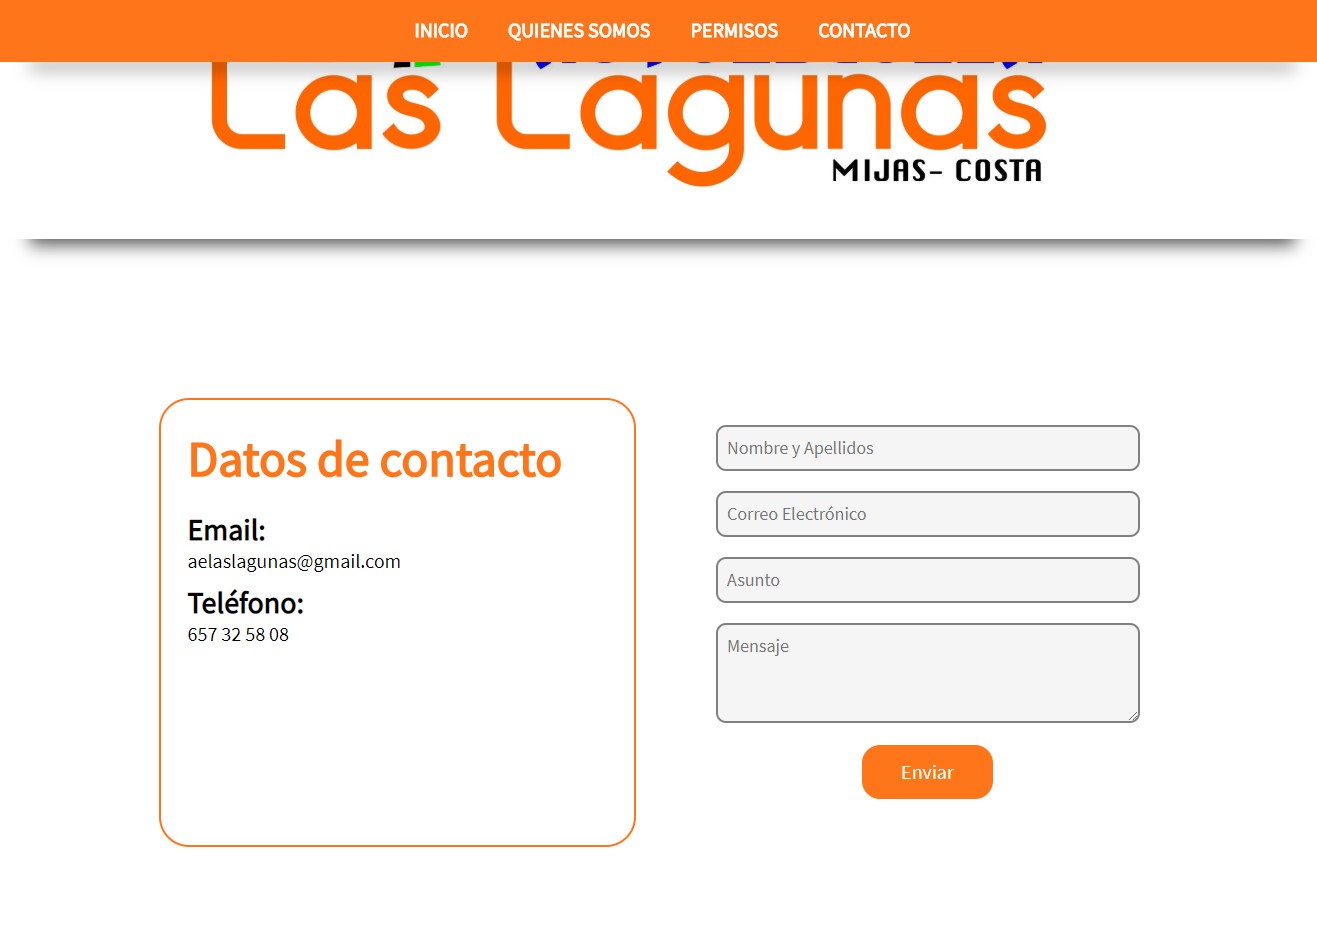 INICIO QUIENES SOMOS PERMISOS CONTACTO
Las Lagunas
MIJAS- COSTA
Datos de contacto
Email:
aelaslagunas@gmail.com
Teléfono:
657 32 58 08
Nombre y Apellidos
Correo Electrónico
Asunto
Mensaje
Enviar